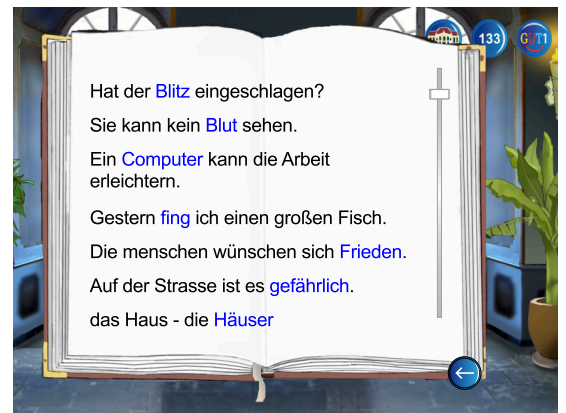 133
GUT1
Hat der Blitz eingeschlagen?
Sie kann kein Blut sehen.
Ein Computer kann die Arbeit
erleichtern.
Gestern fing ich einen großen Fisch.
Die menschen wünschen sich Frieden.
Auf der Strasse ist es gefährlich.
das Haus - die Häuser